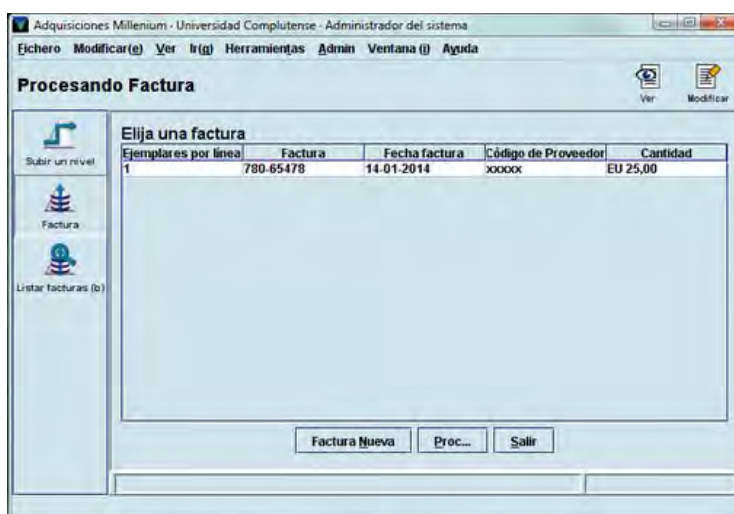 Adquisiciones Millenium - Universidad Complutense - Administrador del sistema
Fichero Modificar(e) Ver Ir(q) Herramientas Admin Ventana (i) Ayuda
Procesando Factura
Ver Modificar
Subir un nivel
Factura
Listar facturas (b)
Elija una factura
Ejemplares por línea Factura Fecha factura Código de Proveedor Cantidad
1 780-65478 14-01-2014 xxxxx EU 25,00
Factura Nueva Proc... Salir